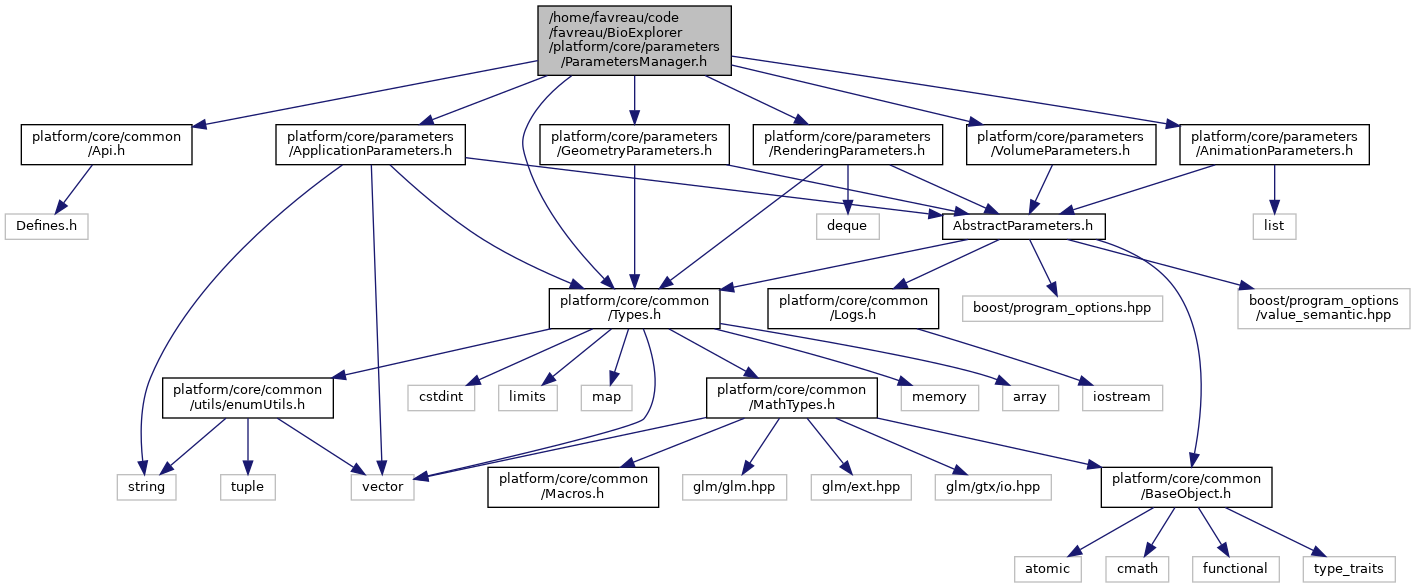 /home/favreau/code
/favreau/BioExplorer
/platform/core/parameters
/ParametersManager.h
platform/core/common
/Api.h
platform/core/parameters
/ApplicationParameters.h
platform/core/parameters
/GeometryParameters.h
platform/core/parameters
/RenderingParameters.h
platform/core/parameters
/VolumeParameters.h
platform/core/parameters
/AnimationParameters.h
Defines.h
deque
AbstractParameters.h
list
platform/core/common
/Types.h
platform/core/common
/Logs.h
boost/program_options.hpp
boost/program_options
/value_semantic.hpp
platform/core/common
/utils/enumUtils.h
cstdint
limits
map
platform/core/common
/MathTypes.h
memory
array
iostream
string
tuple
vector
platform/core/common
/Macros.h
glm/glm.hpp
glm/ext.hpp
glm/gtx/io.hpp
platform/core/common
/BaseObject.h
atomic
cmath
functional
type_traits